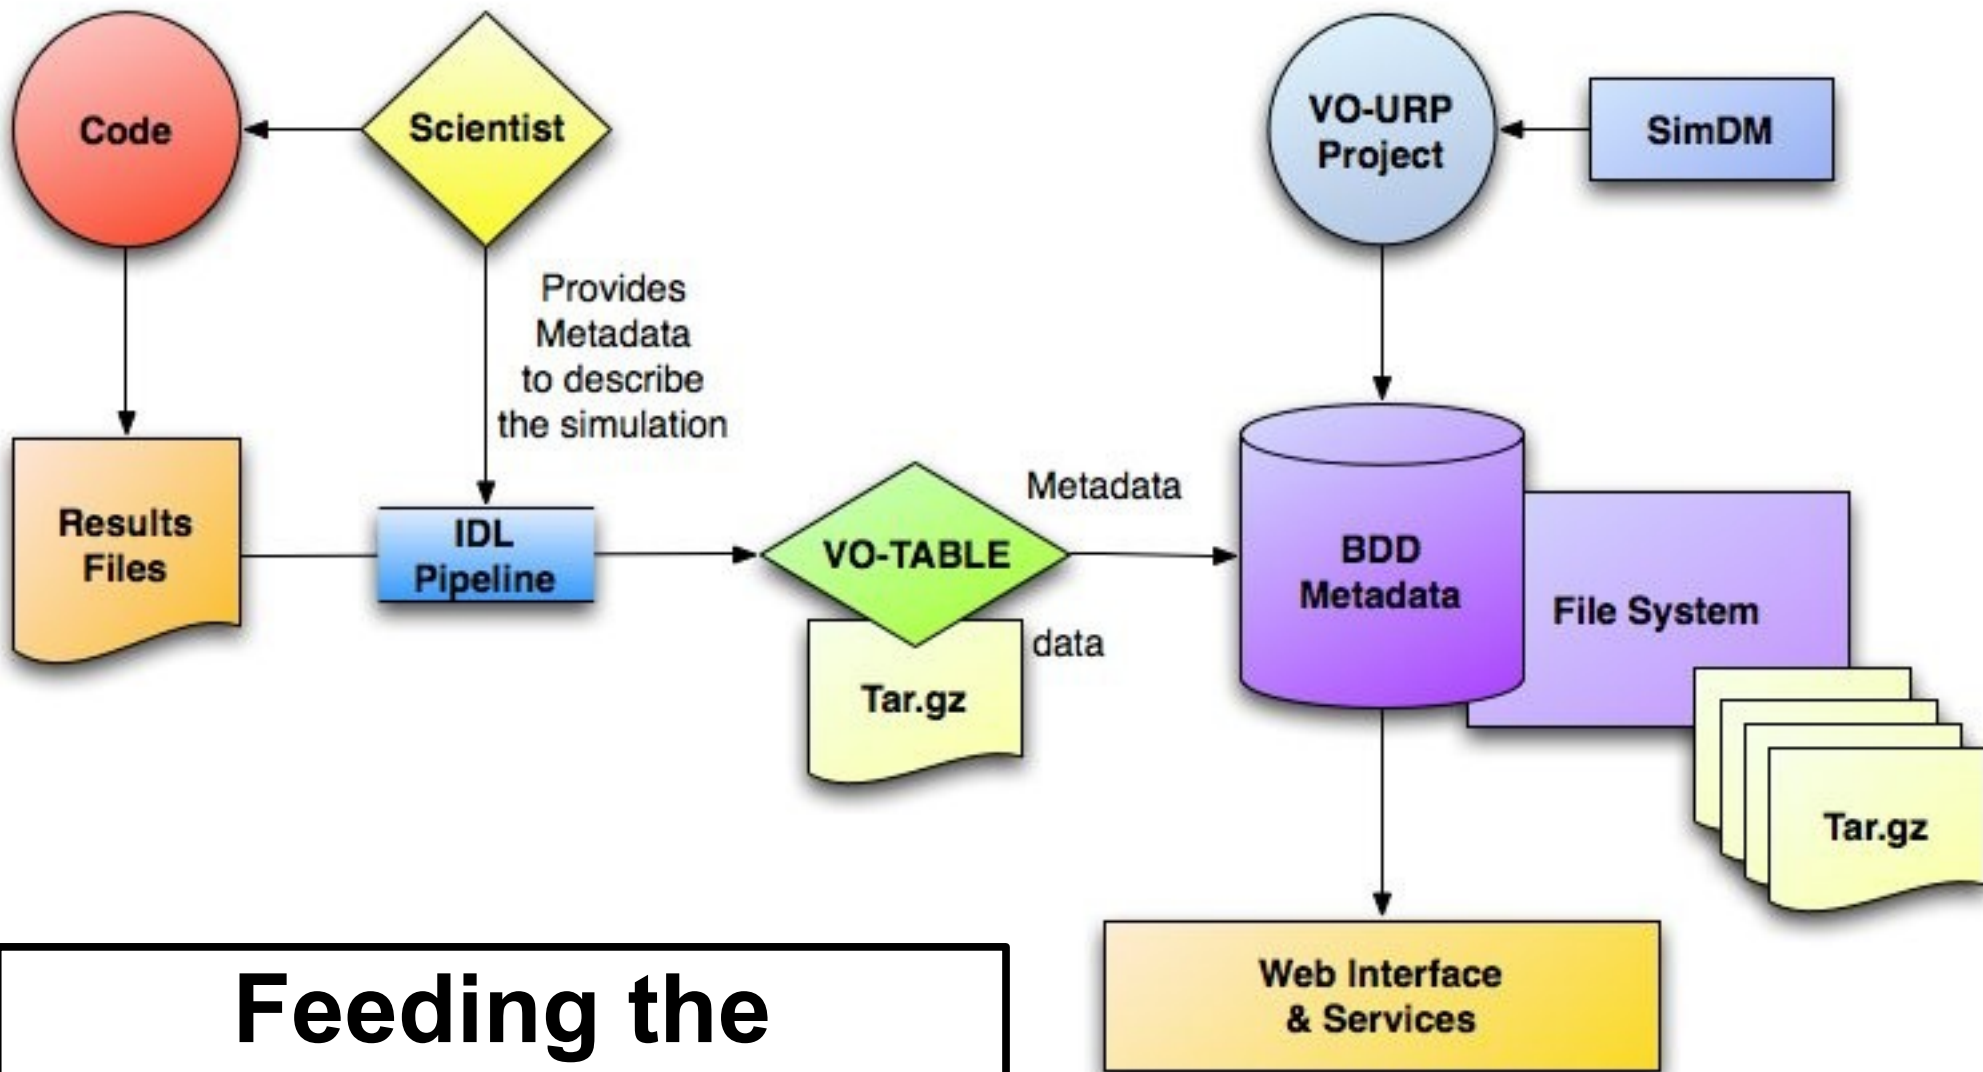 Code
Scientist
VO-URP
Project
SimDM
Provides
Metadata
to describe
the simulation
Results
Files
IDL
Pipeline
VO-TABLE
Metadata
data
Tar.gz
BDD
Metadata
File System
Tar.gz
Web Interface
& Services
Feeding the